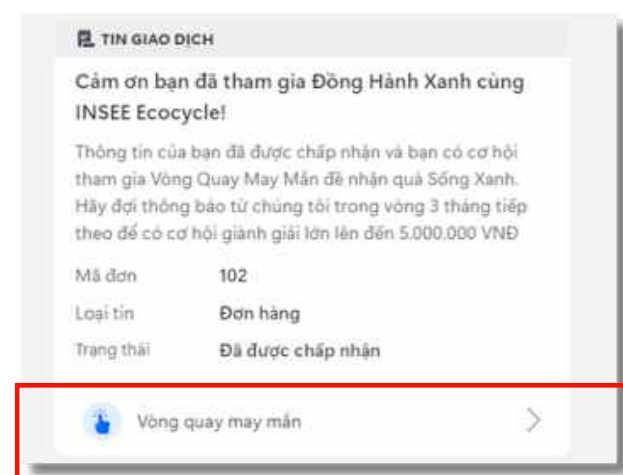 TIN GIAO DỊCH
Cảm ơn bạn đã tham gia Đồng Hành Xanh cùng
INSEE Ecocycle!
Thông tin của bạn đã được chấp nhận và bạn có cơ hội
tham gia Vòng Quay May Mắn để nhận quà Sống Xanh.
Hãy đợi thông báo từ chúng tôi trong vòng 3 tháng tiếp
theo để có cơ hội giành giải lớn lên đến 5.000.000 VNĐ
Mã đơn 102
Loại tin Đơn hàng
Trạng thái Đã được chấp nhận
Vòng quay may mắn